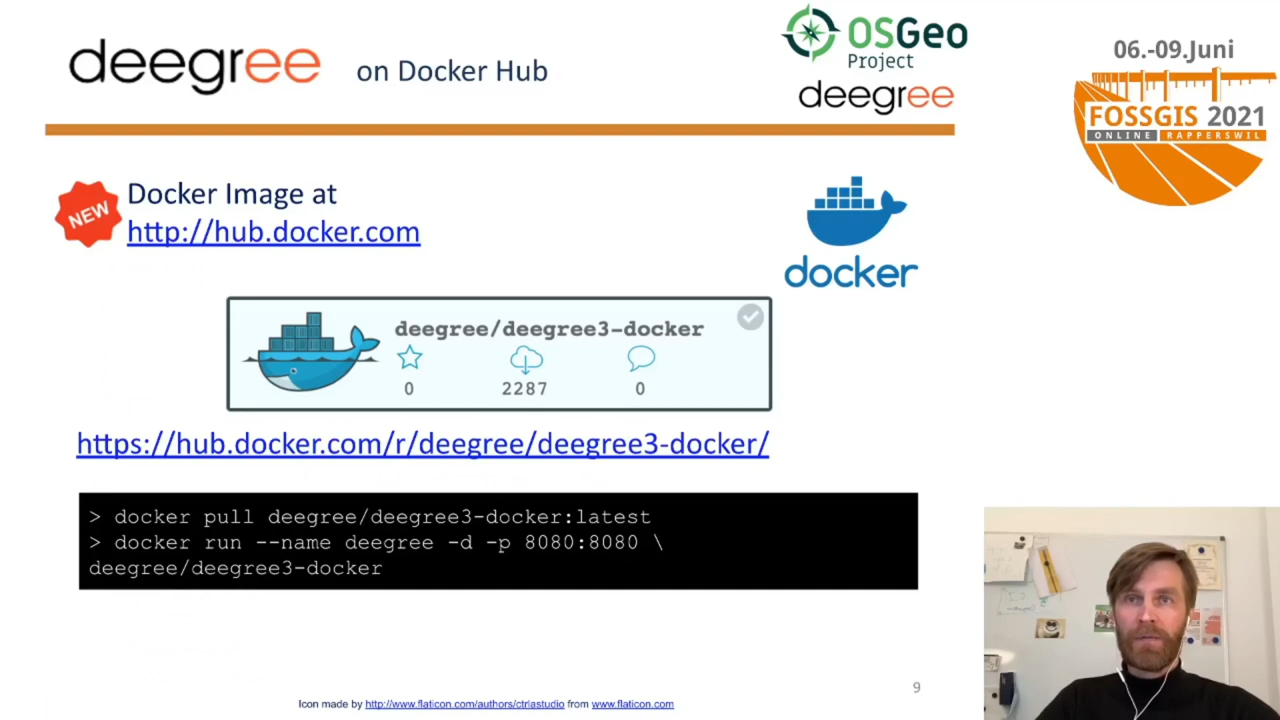 deegree on Docker Hub
OSGeo
Project
deegree
06.-09.Juni
FOSSGIS 2021
ONLINE RAPPERSWIL
NEW
Docker Image at
http://hub.docker.com
docker
deegree/deegree3-docker
0 2287 0
https://hub.docker.com/r/deegree/deegree3-docker/
> docker pull deegree/deegree3-docker:latest
> docker run --name deegree -d -p 8080:8080 \
deegree/deegree3-docker
9
Icon made by http://www.flaticon.com/authors/ctrlastudio from www.flaticon.com